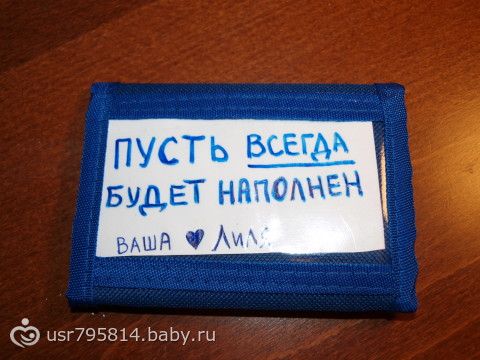 ПУСТЬ ВСЕГДА
БУДЕТ НАПОЛНЕН
ВАША ♥ ЛИЛЯ
usr795814.baby.ru